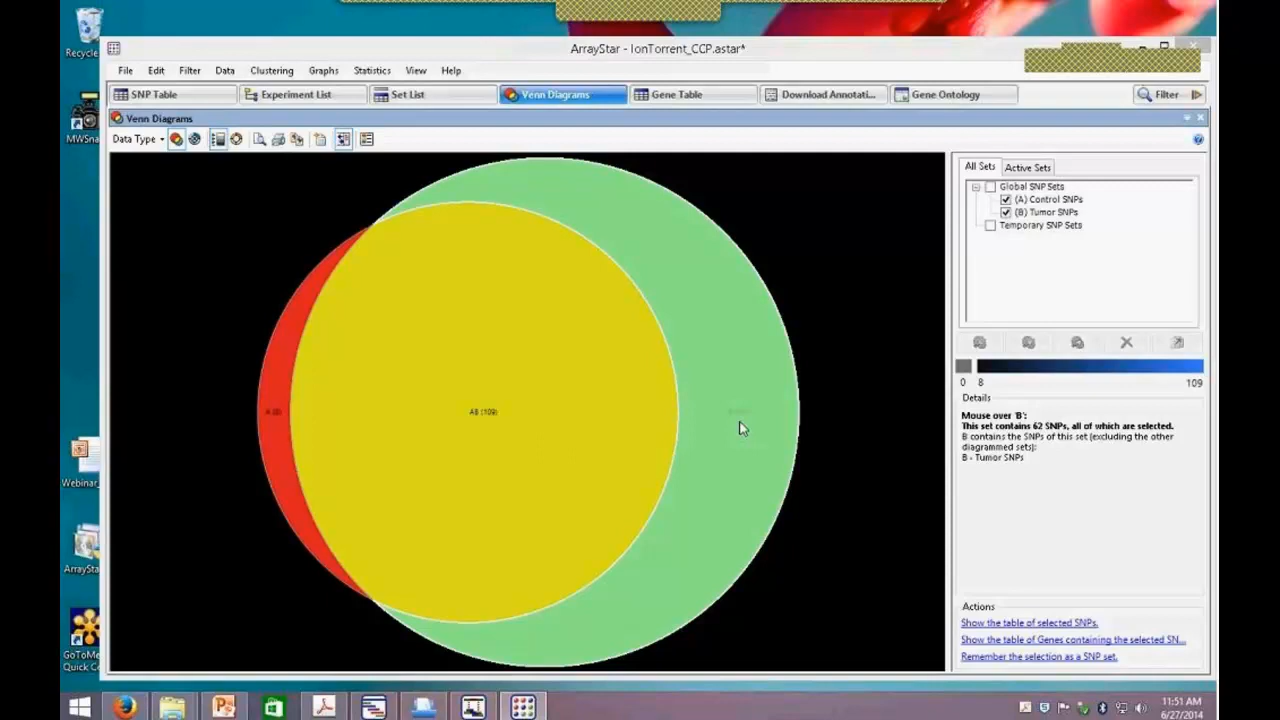 Recycle
ArrayStar - IonTorrent_CCP.astar*
File Edit Filter Data Clustering Graphs Statistics View Help
SNP Table Experiment List Set List Venn Diagrams Gene Table Download Annotati... Gene Ontology Filter
Venn Diagrams
Data Type
All Sets Active Sets
Global SNP Sets
(A) Control SNPs
(B) Tumor SNPs
Temporary SNP Sets
MWSna
0 8 109
Details
AB (109)
Mouse over 'B':
This set contains 62 SNPs, all of which are selected.
B contains the SNPs of this set (excluding the other
diagrammed sets):
B - Tumor SNPs
Webinar_
ArraySta
Actions
Show the table of selected SNPs.
Show the table of Genes containing the selected SN...
Remember the selection as a SNP set.
GoToMe
Quick Co
11:51 AM
6/27/2014